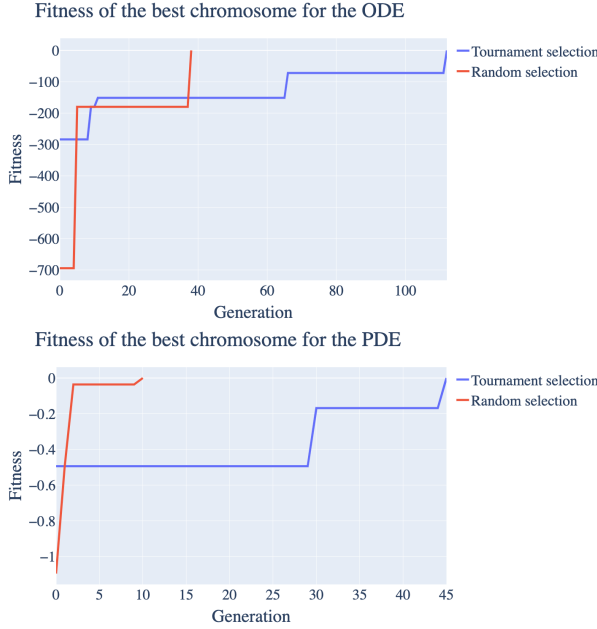 Fitness of the best chromosome for the ODE
0
−100
−200
−300
−400
−500
−600
−700
Fitness
0 20 40 60 80 100
Generation
Tournament selection
Random selection
Fitness of the best chromosome for the PDE
0
−0.2
−0.4
−0.6
−0.8
−1
Fitness
0 5 10 15 20 25 30 35 40 45
Generation
Tournament selection
Random selection